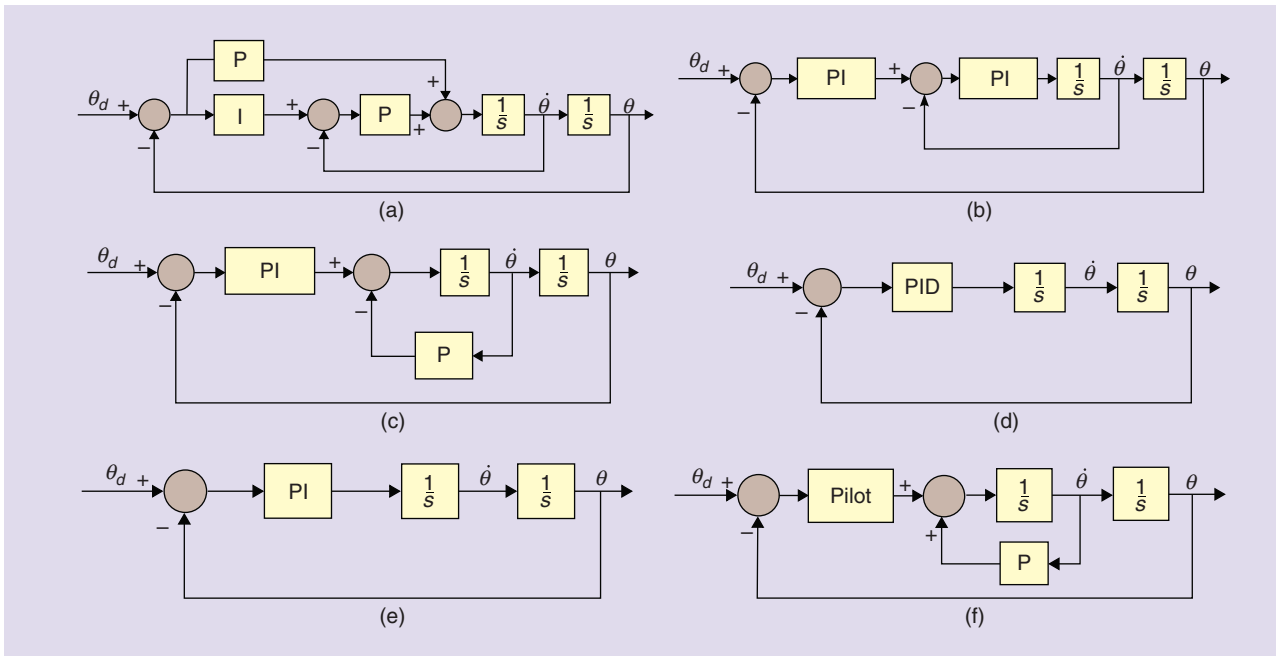 P
θd + I + P + 1/s θ̇ 1/s θ
− − +
(a)
θd + PI + PI 1/s θ̇ 1/s θ
− −
(b)
θd + PI + 1/s θ̇ 1/s θ
− −
P
(c)
θd + PID 1/s θ̇ 1/s θ
−
(d)
θd + PI 1/s θ̇ 1/s θ
−
(e)
θd + Pilot + 1/s θ̇ 1/s θ
− +
P
(f)